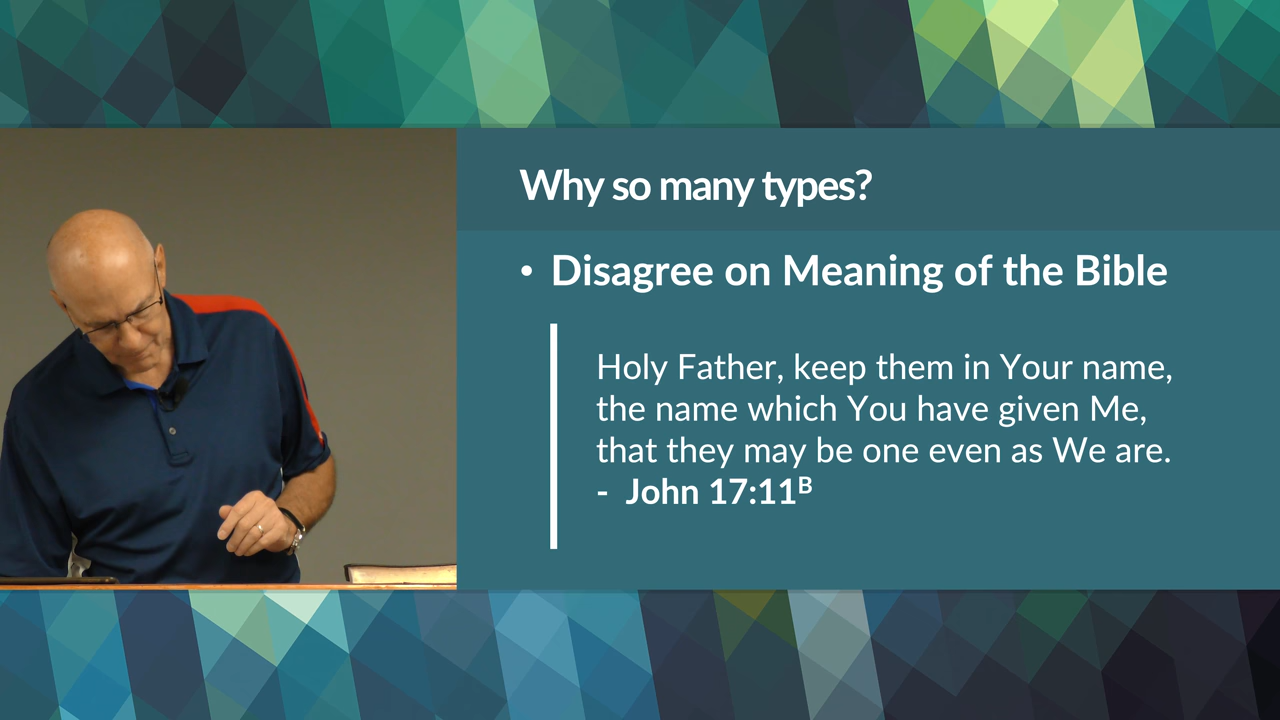 Why so many types?
• Disagree on Meaning of the Bible
Holy Father, keep them in Your name,
the name which You have given Me,
that they may be one even as We are.
- John 17:11ᴮ